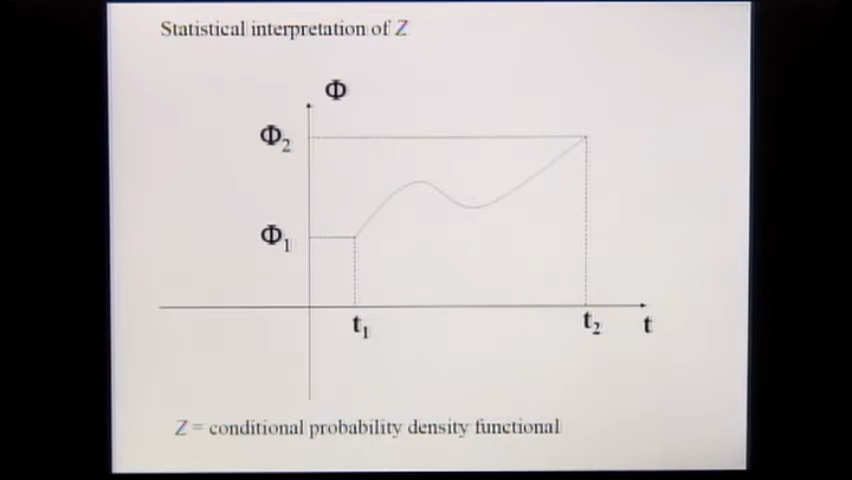 Statistical interpretation of Z
Φ
Φ₂
Φ₁
t₁
t₂
t
Z = conditional probability density functional